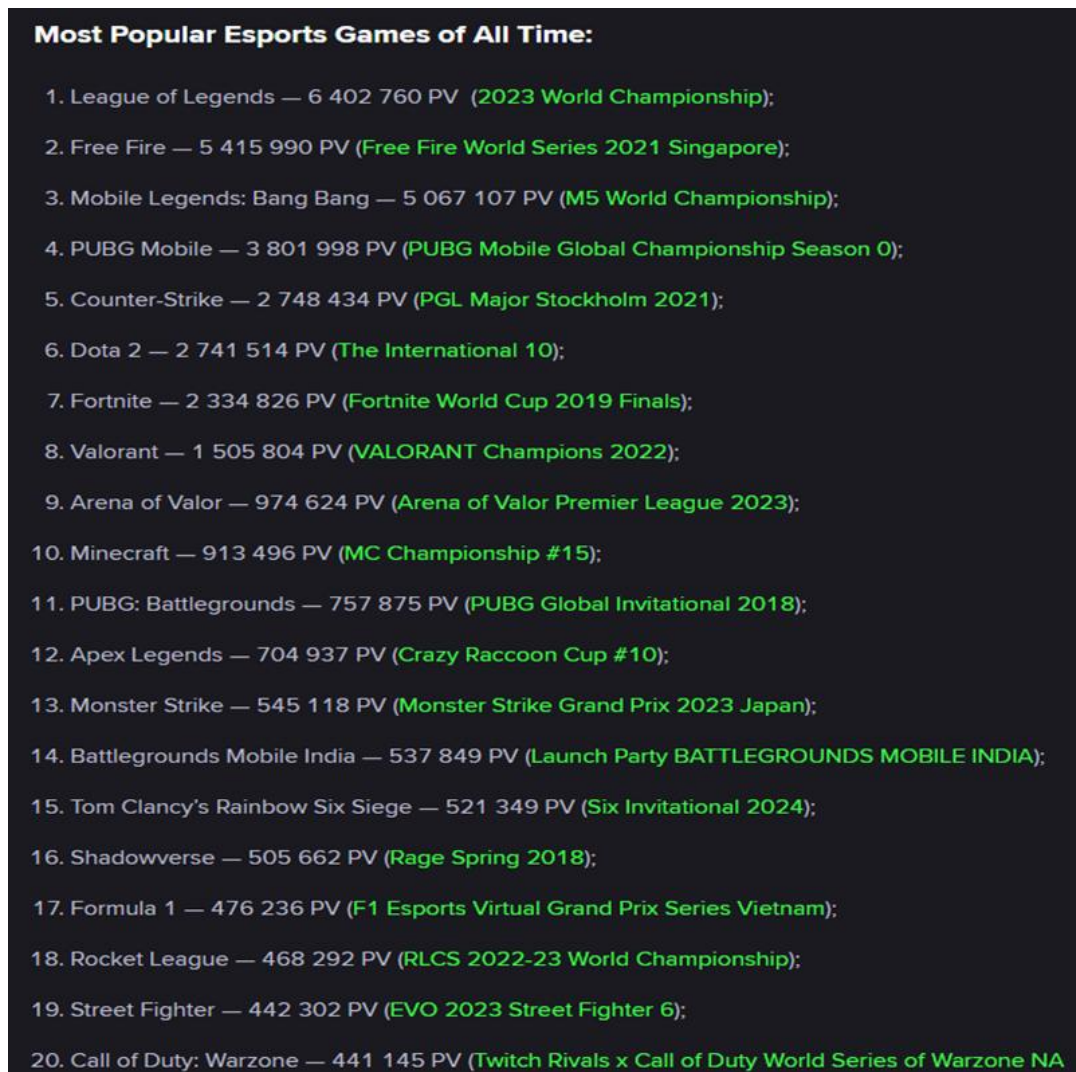 Most Popular Esports Games of All Time:
1. League of Legends — 6 402 760 PV (2023 World Championship);
2. Free Fire — 5 415 990 PV (Free Fire World Series 2021 Singapore);
3. Mobile Legends: Bang Bang — 5 067 107 PV (M5 World Championship);
4. PUBG Mobile — 3 801 998 PV (PUBG Mobile Global Championship Season 0);
5. Counter-Strike — 2 748 434 PV (PGL Major Stockholm 2021);
6. Dota 2 — 2 741 514 PV (The International 10);
7. Fortnite — 2 334 826 PV (Fortnite World Cup 2019 Finals);
8. Valorant — 1 505 804 PV (VALORANT Champions 2022);
9. Arena of Valor — 974 624 PV (Arena of Valor Premier League 2023);
10. Minecraft — 913 496 PV (MC Championship #15);
11. PUBG: Battlegrounds — 757 875 PV (PUBG Global Invitational 2018);
12. Apex Legends — 704 937 PV (Crazy Raccoon Cup #10);
13. Monster Strike — 545 118 PV (Monster Strike Grand Prix 2023 Japan);
14. Battlegrounds Mobile India — 537 849 PV (Launch Party BATTLEGROUNDS MOBILE INDIA);
15. Tom Clancy's Rainbow Six Siege — 521 349 PV (Six Invitational 2024);
16. Shadowverse — 505 662 PV (Rage Spring 2018);
17. Formula 1 — 476 236 PV (F1 Esports Virtual Grand Prix Series Vietnam);
18. Rocket League — 468 292 PV (RLCS 2022-23 World Championship);
19. Street Fighter — 442 302 PV (EVO 2023 Street Fighter 6);
20. Call of Duty: Warzone — 441 145 PV (Twitch Rivals x Call of Duty World Series of Warzone NA